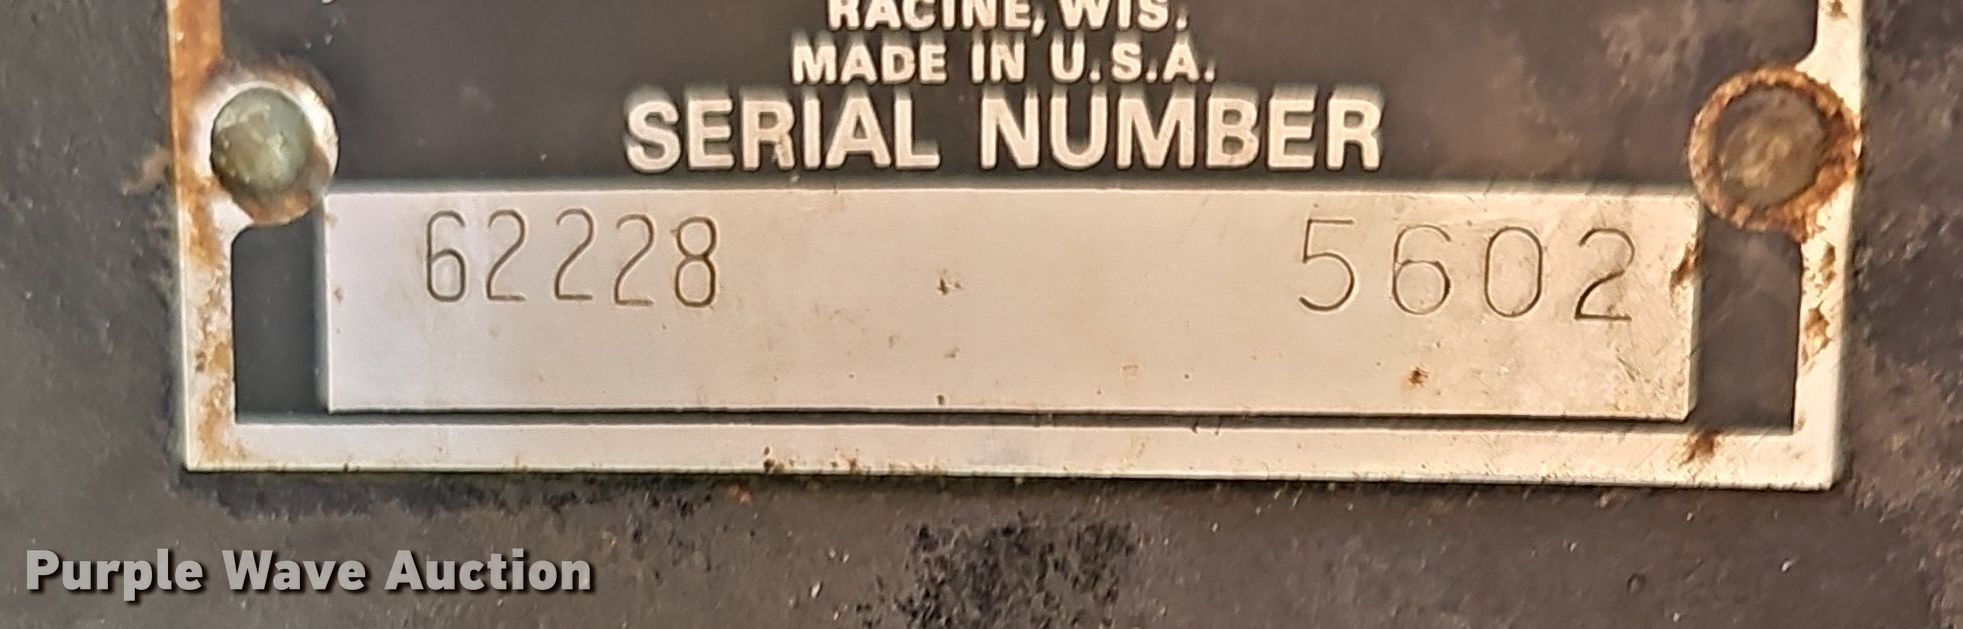 RACINE, WIS.
MADE IN U.S.A.
SERIAL NUMBER
62228 5602
Purple Wave Auction